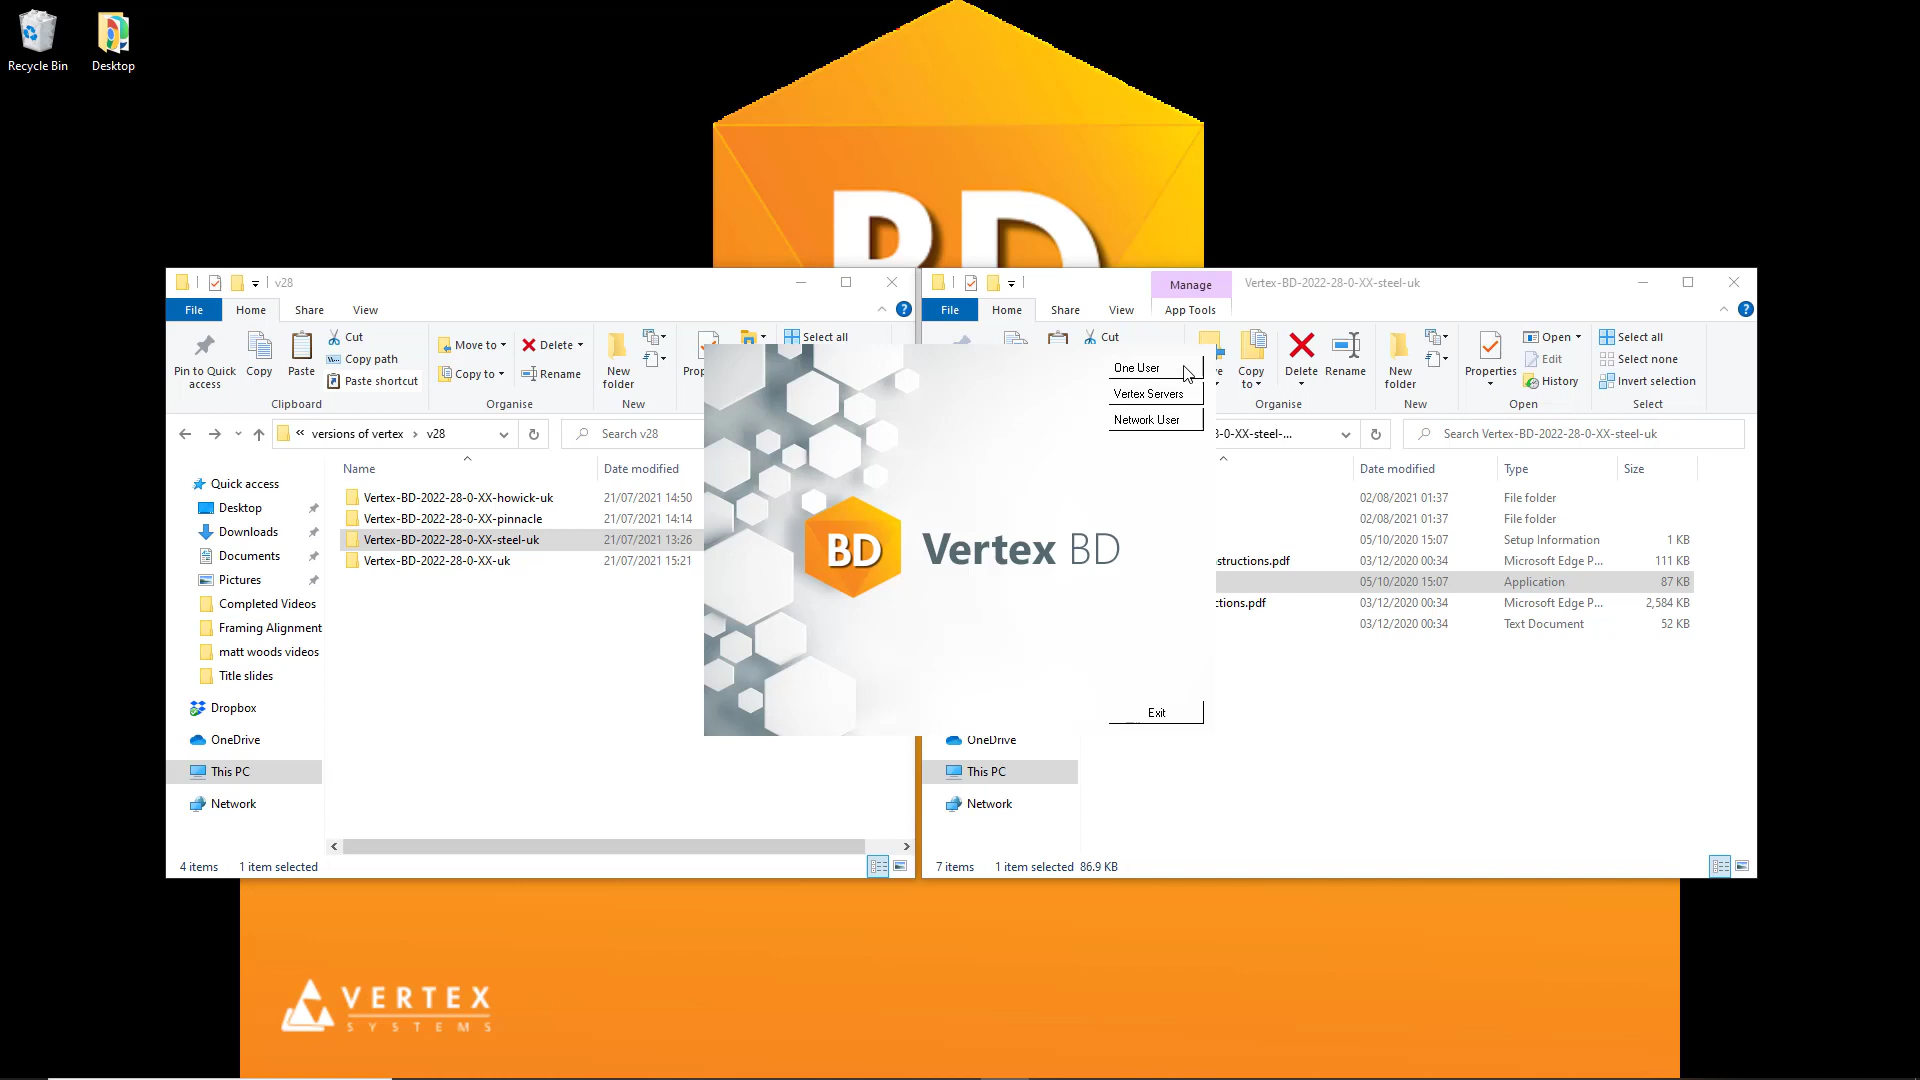 Recycle Bin
Desktop
BD
v28
File
Home
Share
View
Pin to Quick access
Copy
Paste
Cut
Copy path
Paste shortcut
Clipboard
Move to
Copy to
Delete
Rename
Organise
New folder
New
Select all
versions of vertex > v28
Search v28
Name
Date modified
Vertex-BD-2022-28-0-XX-howick-uk 21/07/2021 14:50
Vertex-BD-2022-28-0-XX-pinnacle 21/07/2021 14:14
Vertex-BD-2022-28-0-XX-steel-uk 21/07/2021 13:26
Vertex-BD-2022-28-0-XX-uk 21/07/2021 15:21
Quick access
Desktop
Downloads
Documents
Pictures
Completed Videos
Framing Alignment
matt woods videos
Title slides
Dropbox
OneDrive
This PC
Network
4 items
1 item selected
One User
Vertex Servers
Network User
BD
Vertex BD
Exit
Manage
Vertex-BD-2022-28-0-XX-steel-uk
File
Home
Share
View
App Tools
Cut
Copy to
Delete
Rename
Organise
New folder
New
Properties
Open
Edit
History
Open
Select all
Select none
Invert selection
Select
-0-XX-steel-...
Search Vertex-BD-2022-28-0-XX-steel-uk
Date modified
Type
Size
02/08/2021 01:37 File folder
02/08/2021 01:37 File folder
05/10/2020 15:07 Setup Information 1 KB
structions.pdf 03/12/2020 00:34 Microsoft Edge P... 111 KB
05/10/2020 15:07 Application 87 KB
ctions.pdf 03/12/2020 00:34 Microsoft Edge P... 2,584 KB
03/12/2020 00:34 Text Document 52 KB
OneDrive
This PC
Network
7 items
1 item selected 86.9 KB
VERTEX
SYSTEMS